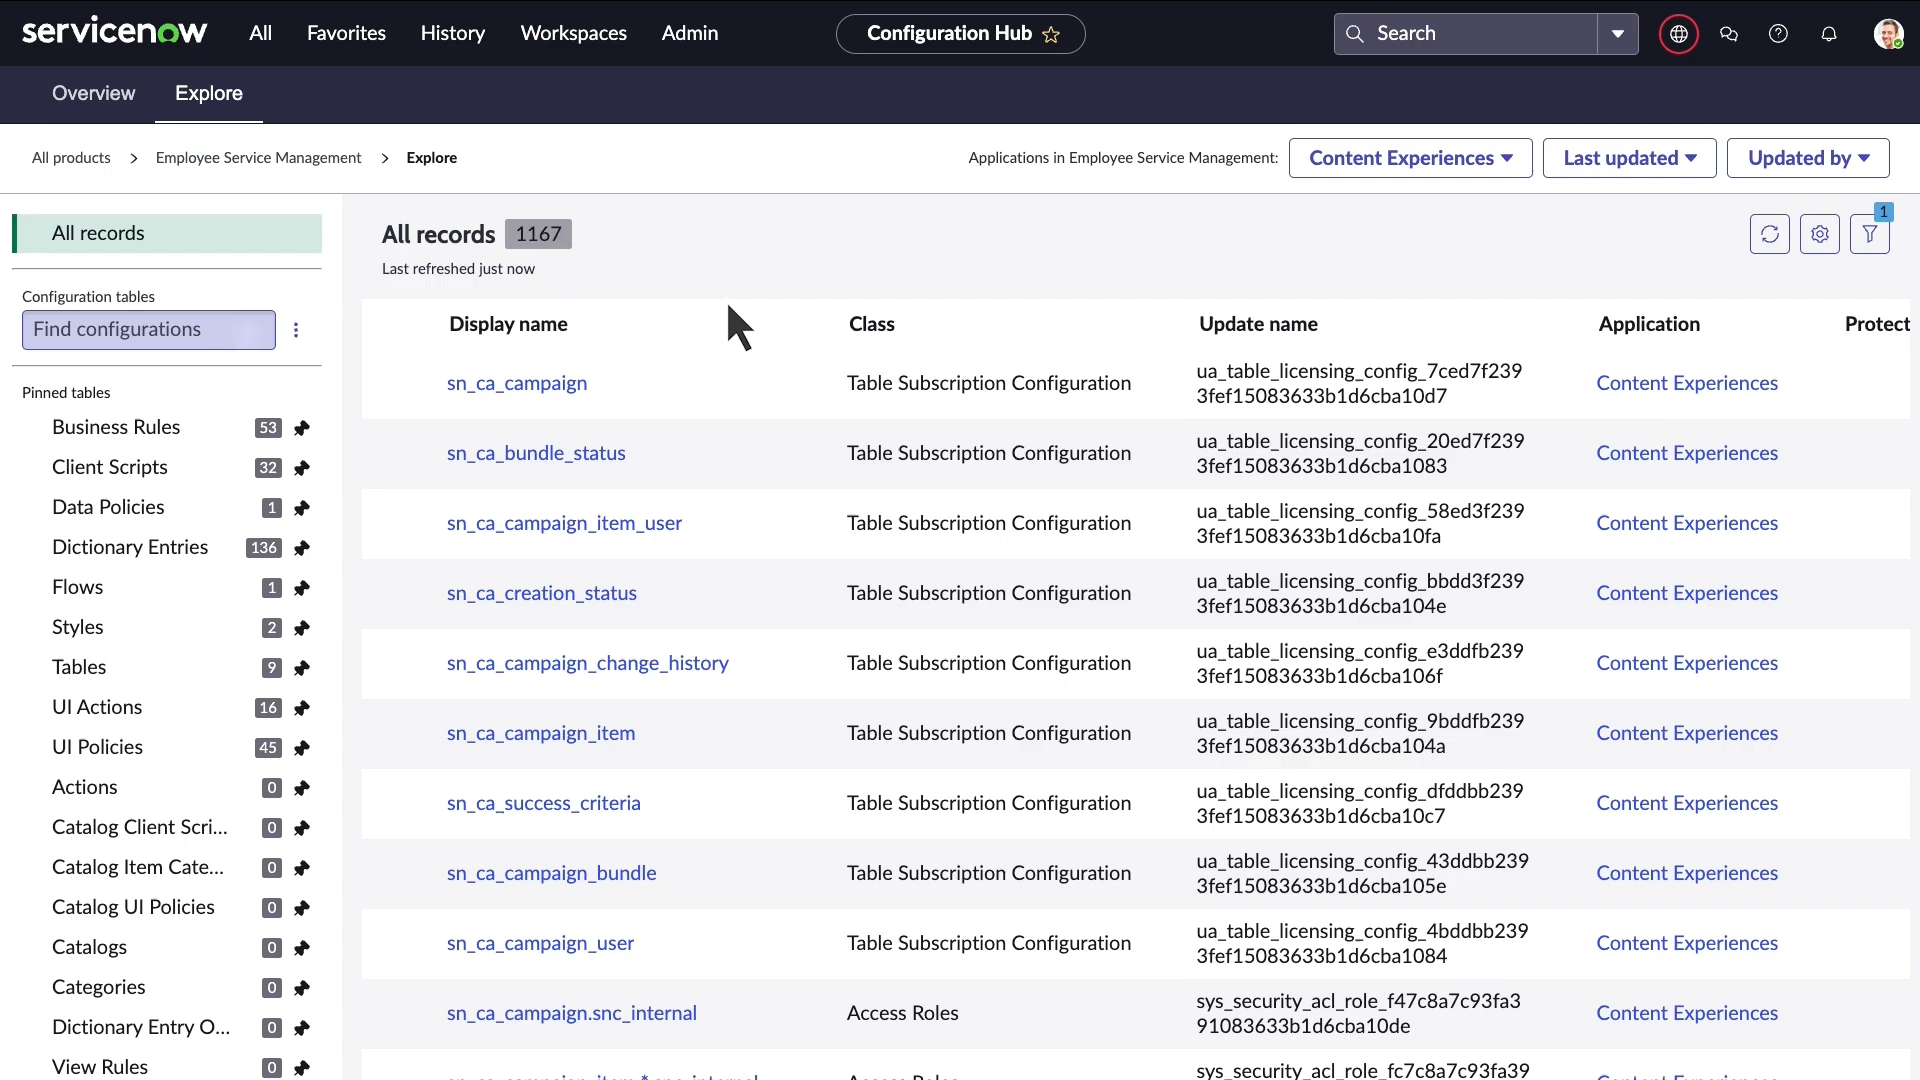 servicenow All Favorites History Workspaces Admin Configuration Hub Search
Overview Explore
All products > Employee Service Management > Explore Applications in Employee Service Management: Content Experiences Last updated Updated by
All records
Configuration tables
Find configurations
Pinned tables
Business Rules 53
Client Scripts 32
Data Policies 1
Dictionary Entries 136
Flows 1
Styles 2
Tables 9
UI Actions 16
UI Policies 45
Actions 0
Catalog Client Scri... 0
Catalog Item Cate... 0
Catalog UI Policies 0
Catalogs 0
Categories 0
Dictionary Entry O... 0
View Rules 0
All records 1167
1
Last refreshed just now
Display name Class Update name Application Protect
sn_ca_campaign Table Subscription Configuration ua_table_licensing_config_7ced7f239
3fef15083633b1d6cba10d7 Content Experiences
sn_ca_bundle_status Table Subscription Configuration ua_table_licensing_config_20ed7f239
3fef15083633b1d6cba1083 Content Experiences
sn_ca_campaign_item_user Table Subscription Configuration ua_table_licensing_config_58ed3f239
3fef15083633b1d6cba10fa Content Experiences
sn_ca_creation_status Table Subscription Configuration ua_table_licensing_config_bbdd3f239
3fef15083633b1d6cba104e Content Experiences
sn_ca_campaign_change_history Table Subscription Configuration ua_table_licensing_config_e3ddfb239
3fef15083633b1d6cba106f Content Experiences
sn_ca_campaign_item Table Subscription Configuration ua_table_licensing_config_9bddfb239
3fef15083633b1d6cba104a Content Experiences
sn_ca_success_criteria Table Subscription Configuration ua_table_licensing_config_dfddbb239
3fef15083633b1d6cba10c7 Content Experiences
sn_ca_campaign_bundle Table Subscription Configuration ua_table_licensing_config_43ddbb239
3fef15083633b1d6cba105e Content Experiences
sn_ca_campaign_user Table Subscription Configuration ua_table_licensing_config_4bddbb239
3fef15083633b1d6cba1084 Content Experiences
sn_ca_campaign.snc_internal Access Roles sys_security_acl_role_f47c8a7c93fa3
91083633b1d6cba10de Content Experiences
sys_security_acl_role_fc7c8a7c93fa39